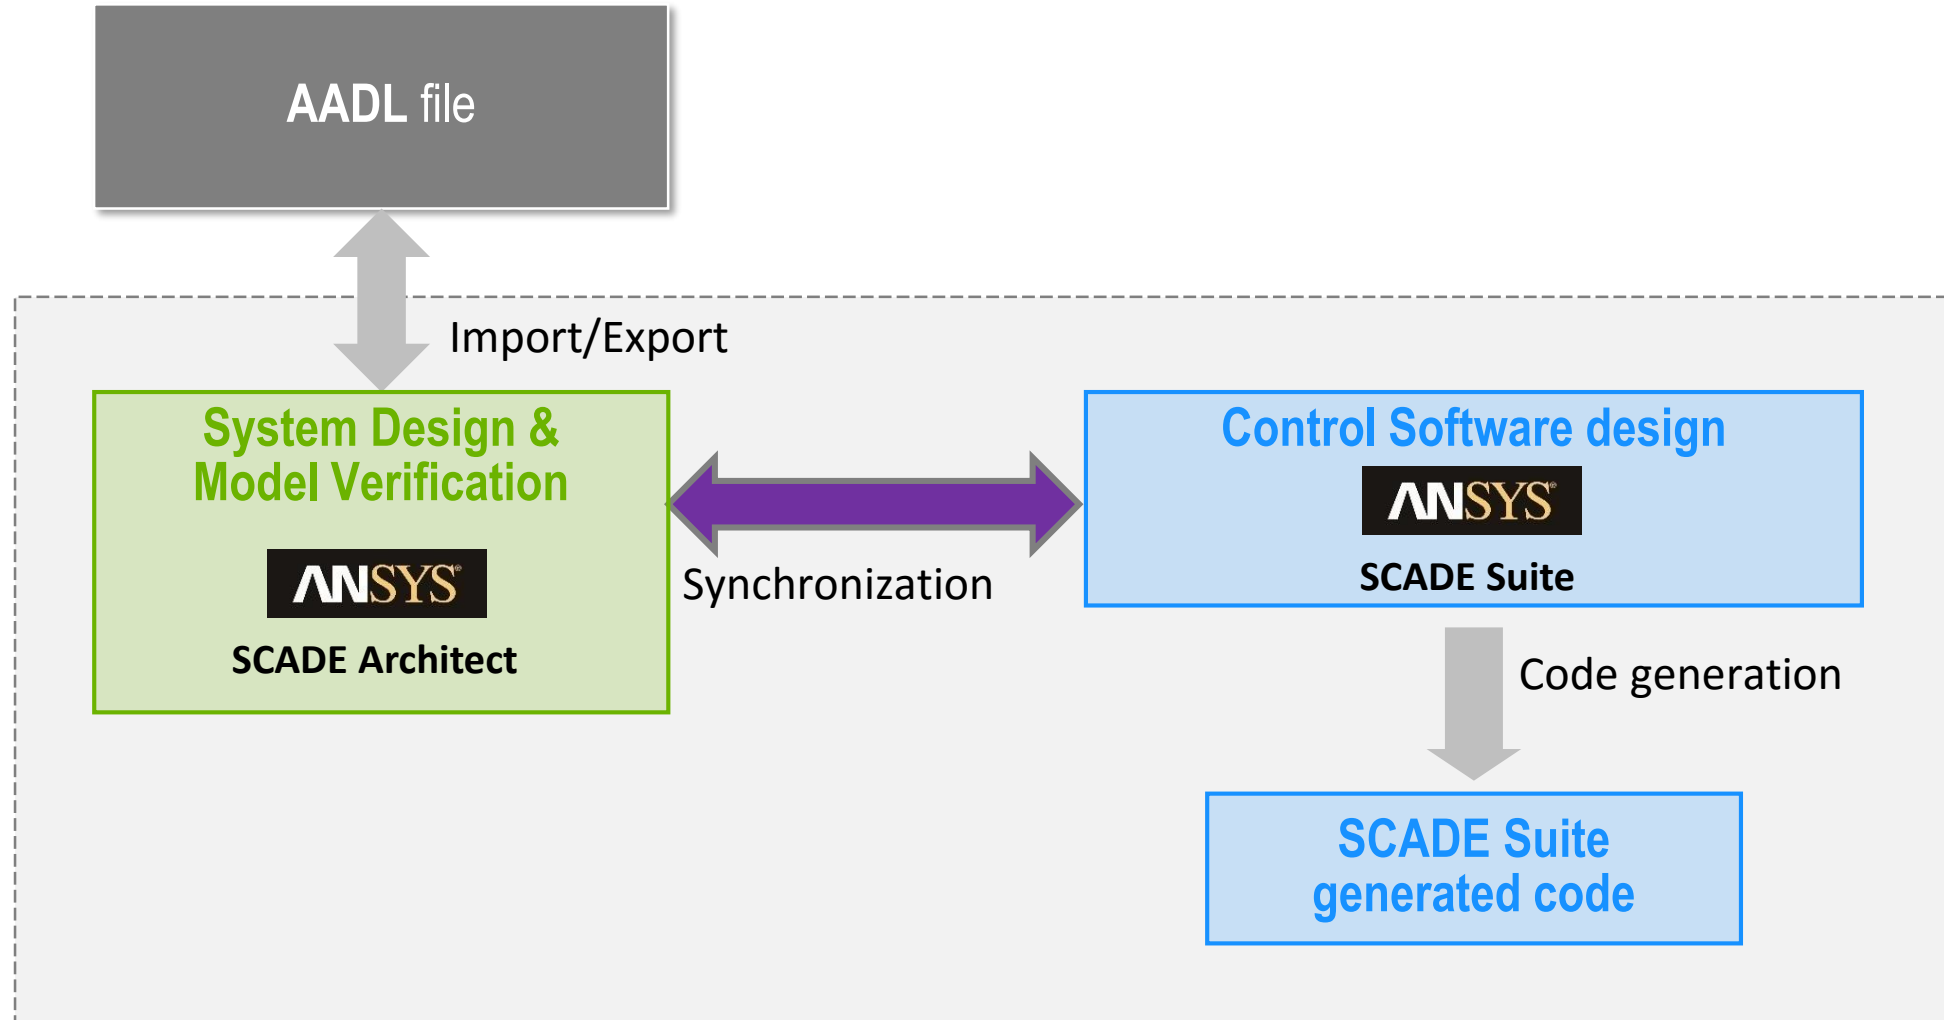 AADL file
Import/Export
System Design &
Model Verification
ANSYS®
SCADE Architect
Synchronization
Control Software design
ANSYS®
SCADE Suite
Code generation
SCADE Suite
generated code